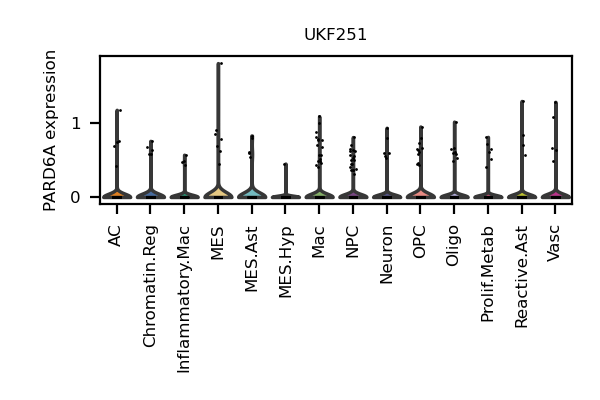 UKF251
PARD6A expression
1
0
AC
Chromatin.Reg
Inflammatory.Mac
MES
MES.Ast
MES.Hyp
Mac
NPC
Neuron
OPC
Oligo
Prolif.Metab
Reactive.Ast
Vasc